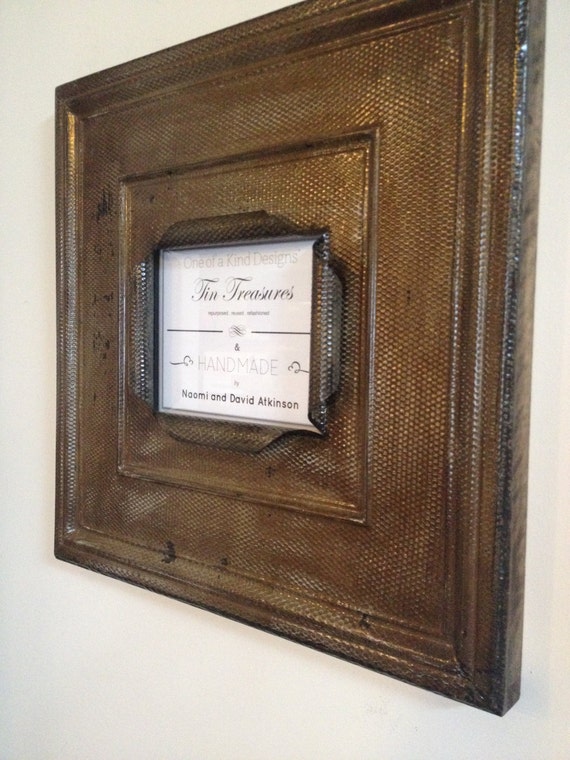 One of a Kind Designs
Tin Treasures
repurposed, reused, refashioned
&
HANDMADE
by
Naomi and David Atkinson